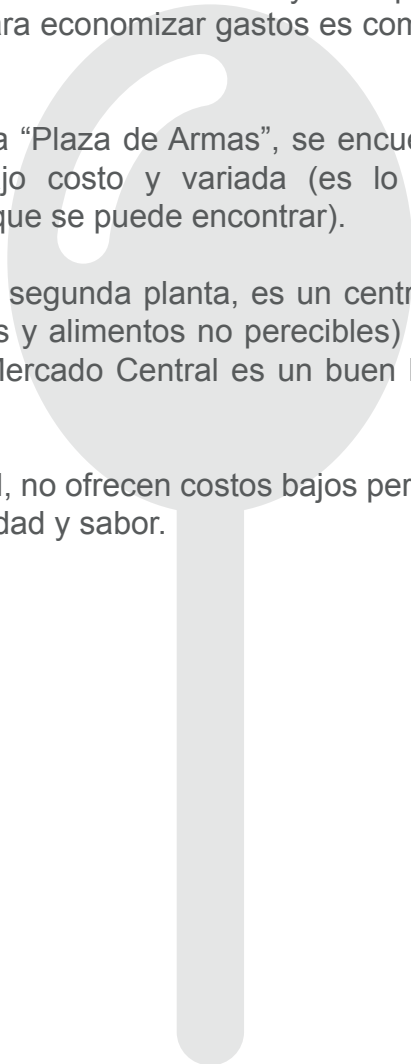 ara economizar gastos es com
a “Plaza de Armas”, se encue
jo costo y variada (es lo
que se puede encontrar).
segunda planta, es un centr
s y alimentos no perecibles)
Mercado Central es un buen
, no ofrecen costos bajos per
dad y sabor.